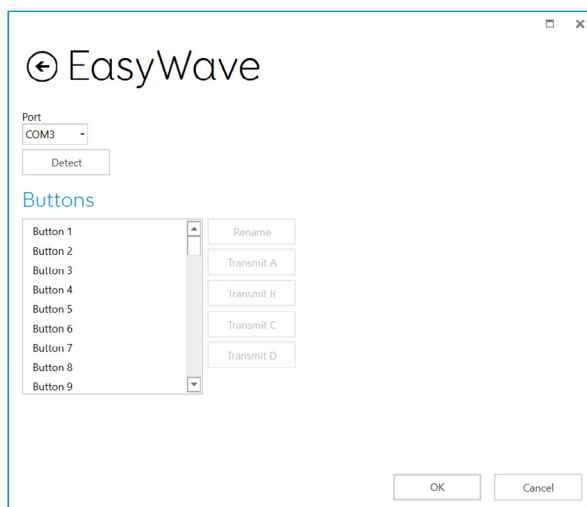 EasyWave
Port
COM3
Detect
Buttons
Button 1
Button 2
Button 3
Button 4
Button 5
Button 6
Button 7
Button 8
Button 9
Rename
Transmit A
Transmit B
Transmit C
Transmit D
OK
Cancel